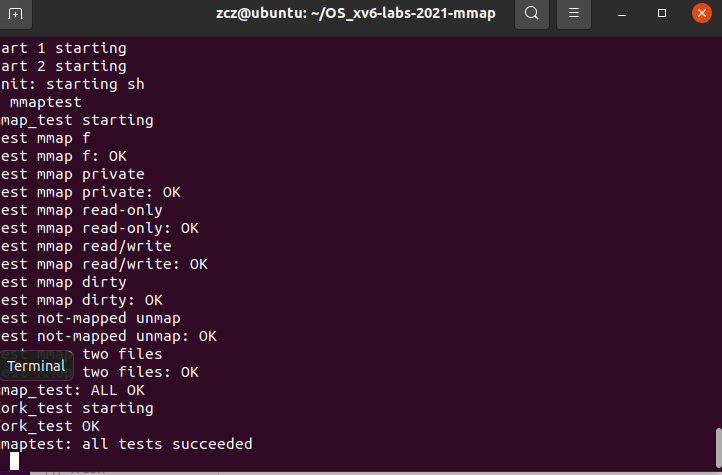 zcz@ubuntu: ~/OS_xv6-labs-2021-mmap
art 1 starting
art 2 starting
nit: starting sh
mmaptest
map_test starting
est mmap f
est mmap f: OK
est mmap private
est mmap private: OK
est mmap read-only
est mmap read-only: OK
est mmap read/write
est mmap read/write: OK
est mmap dirty
est mmap dirty: OK
est not-mapped unmap
est not-mapped unmap: OK
est mmap two files
Terminal
two files: OK
map_test: ALL OK
ork_test starting
ork_test OK
maptest: all tests succeeded